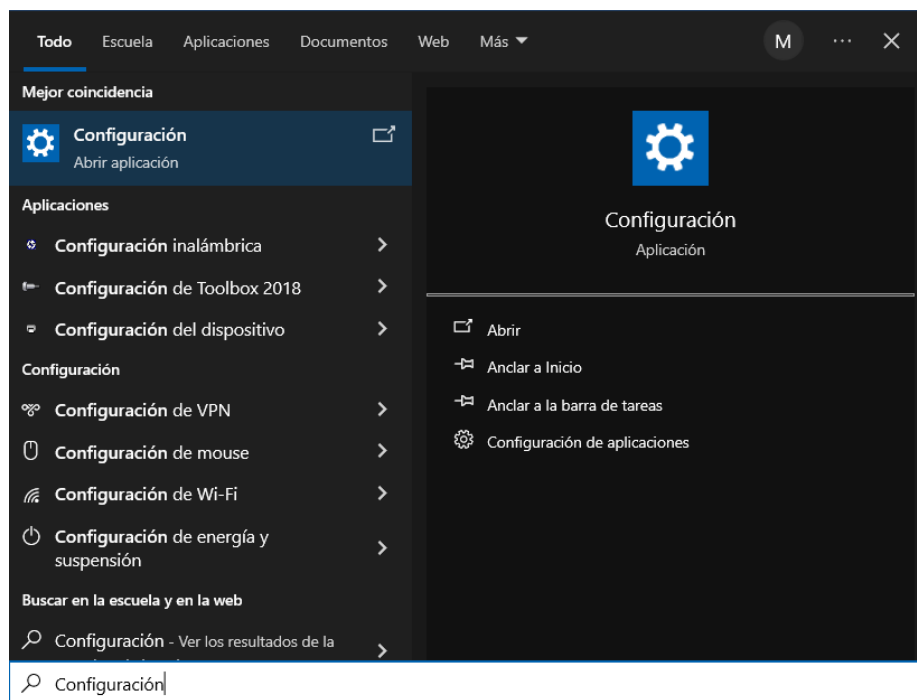 Todo Escuela Aplicaciones Documentos Web Más M ...
Mejor coincidencia
Configuración
Abrir aplicación
Aplicaciones
Configuración inalámbrica
Configuración de Toolbox 2018
Configuración del dispositivo
Configuración
Configuración de VPN
Configuración de mouse
Configuración de Wi-Fi
Configuración de energía y
suspensión
Buscar en la escuela y en la web
Configuración - Ver los resultados de la
Configuración
Configuración
Aplicación
Abrir
Anclar a Inicio
Anclar a la barra de tareas
Configuración de aplicaciones